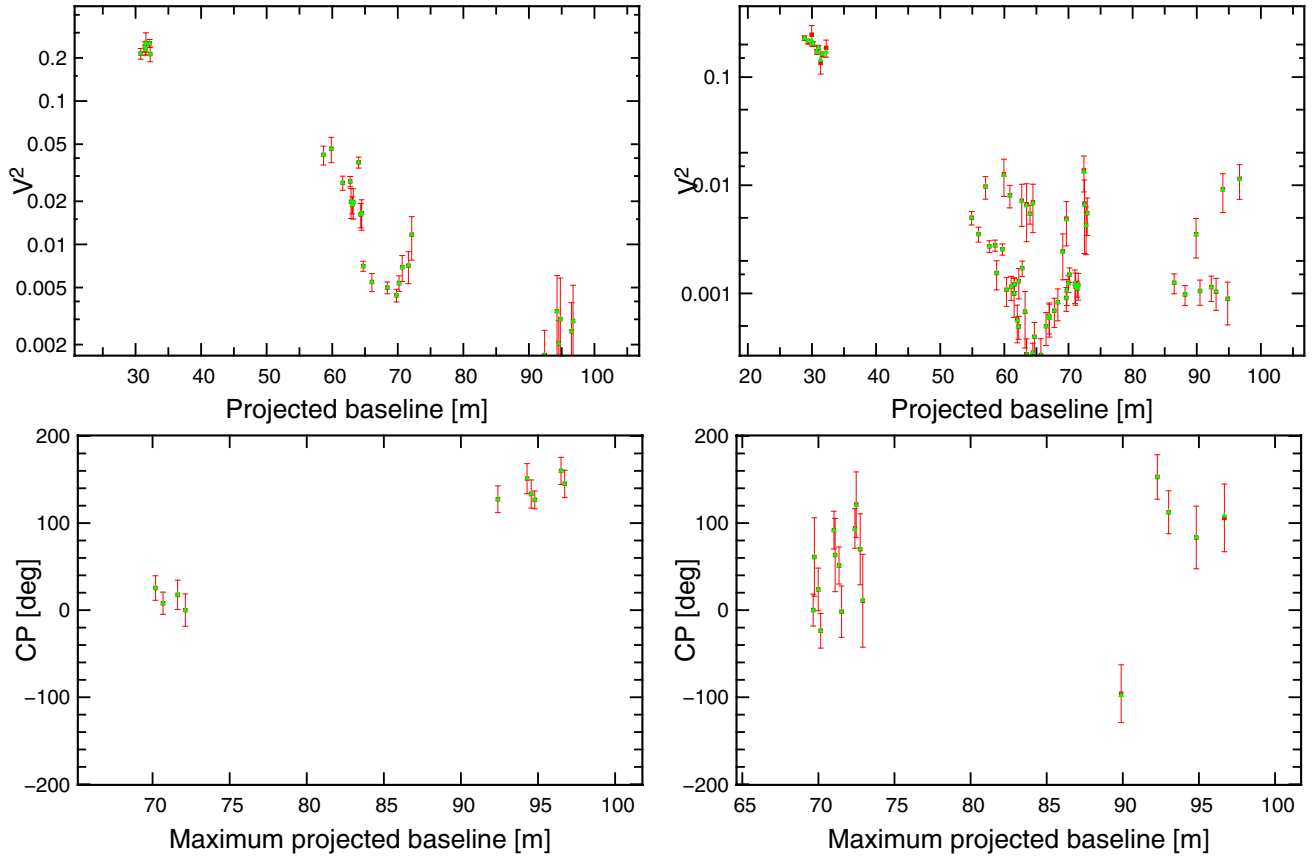 0.2
0.1
0.05
0.02
0.01
0.005
0.002
V²
30 40 50 60 70 80 90 100
Projected baseline [m]
0.1
0.01
0.001
V²
20 30 40 50 60 70 80 90 100
Projected baseline [m]
200
100
0
−100
−200
CP [deg]
70 75 80 85 90 95 100
Maximum projected baseline [m]
200
100
0
−100
−200
CP [deg]
65 70 75 80 85 90 95 100
Maximum projected baseline [m]